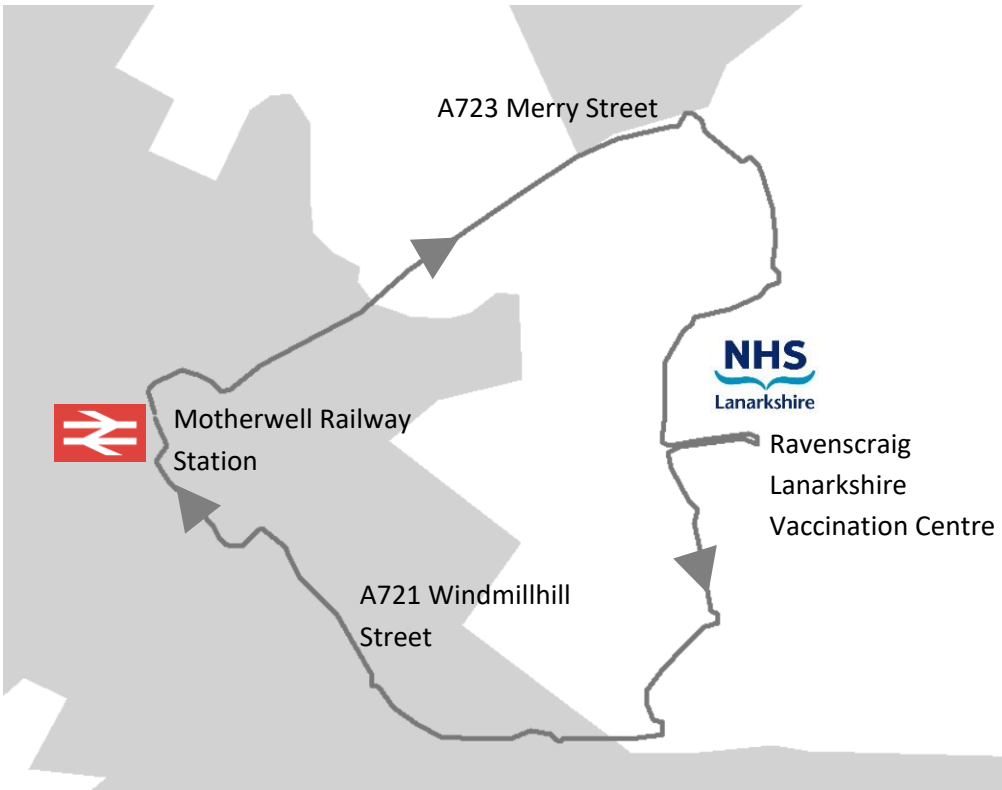 A723 Merry Street
NHS
Lanarkshire
Motherwell Railway
Station
Ravenscraig
Lanarkshire
Vaccination Centre
A721 Windmillhill
Street